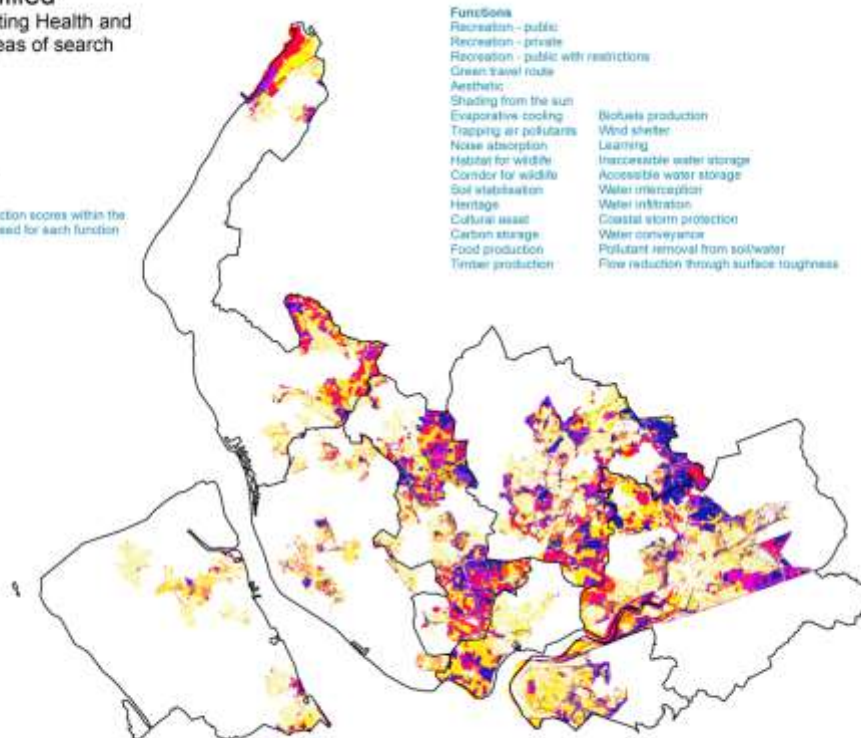 ting Health and
eas of search
ction scores within the
sed for each function
Functions
Recreation - public
Recreation - private
Recreation - public with restrictions
Green travel route
Aesthetic
Shading from the sun
Evaporative cooling
Trapping air pollutants
Noise absorption
Habitat for wildlife
Corridor for wildlife
Soil stabilisation
Heritage
Cultural asset
Carbon storage
Food production
Timber production
Biofuels production
Wind shelter
Learning
Inaccessible water storage
Accessible water storage
Water interception
Water infiltration
Coastal storm protection
Water conveyance
Pollutant removal from soil/water
Flow reduction through surface roughness